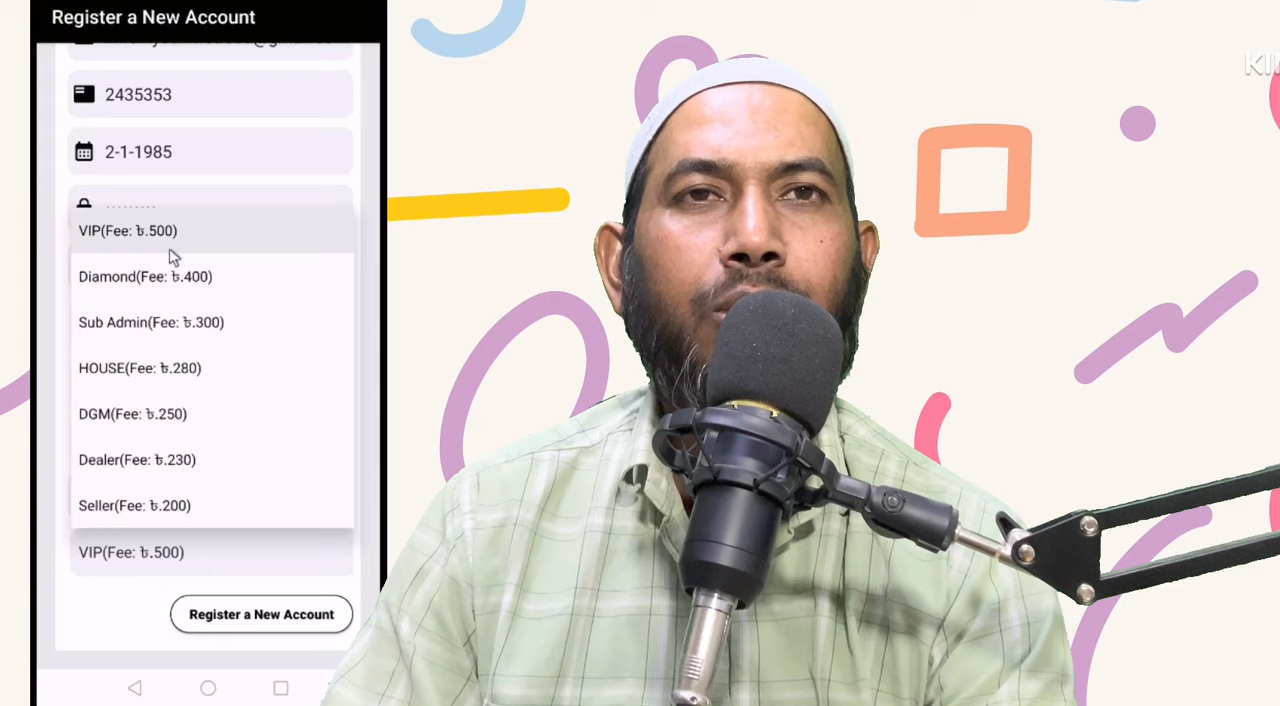 Register a New Account
2435353
2-1-1985
VIP(Fee: ৳.500)
Diamond(Fee: ৳.400)
Sub Admin(Fee: ৳.300)
HOUSE(Fee: ৳.280)
DGM(Fee: ৳.250)
Dealer(Fee: ৳.230)
Seller(Fee: ৳.200)
VIP(Fee: ৳.500)
Register a New Account